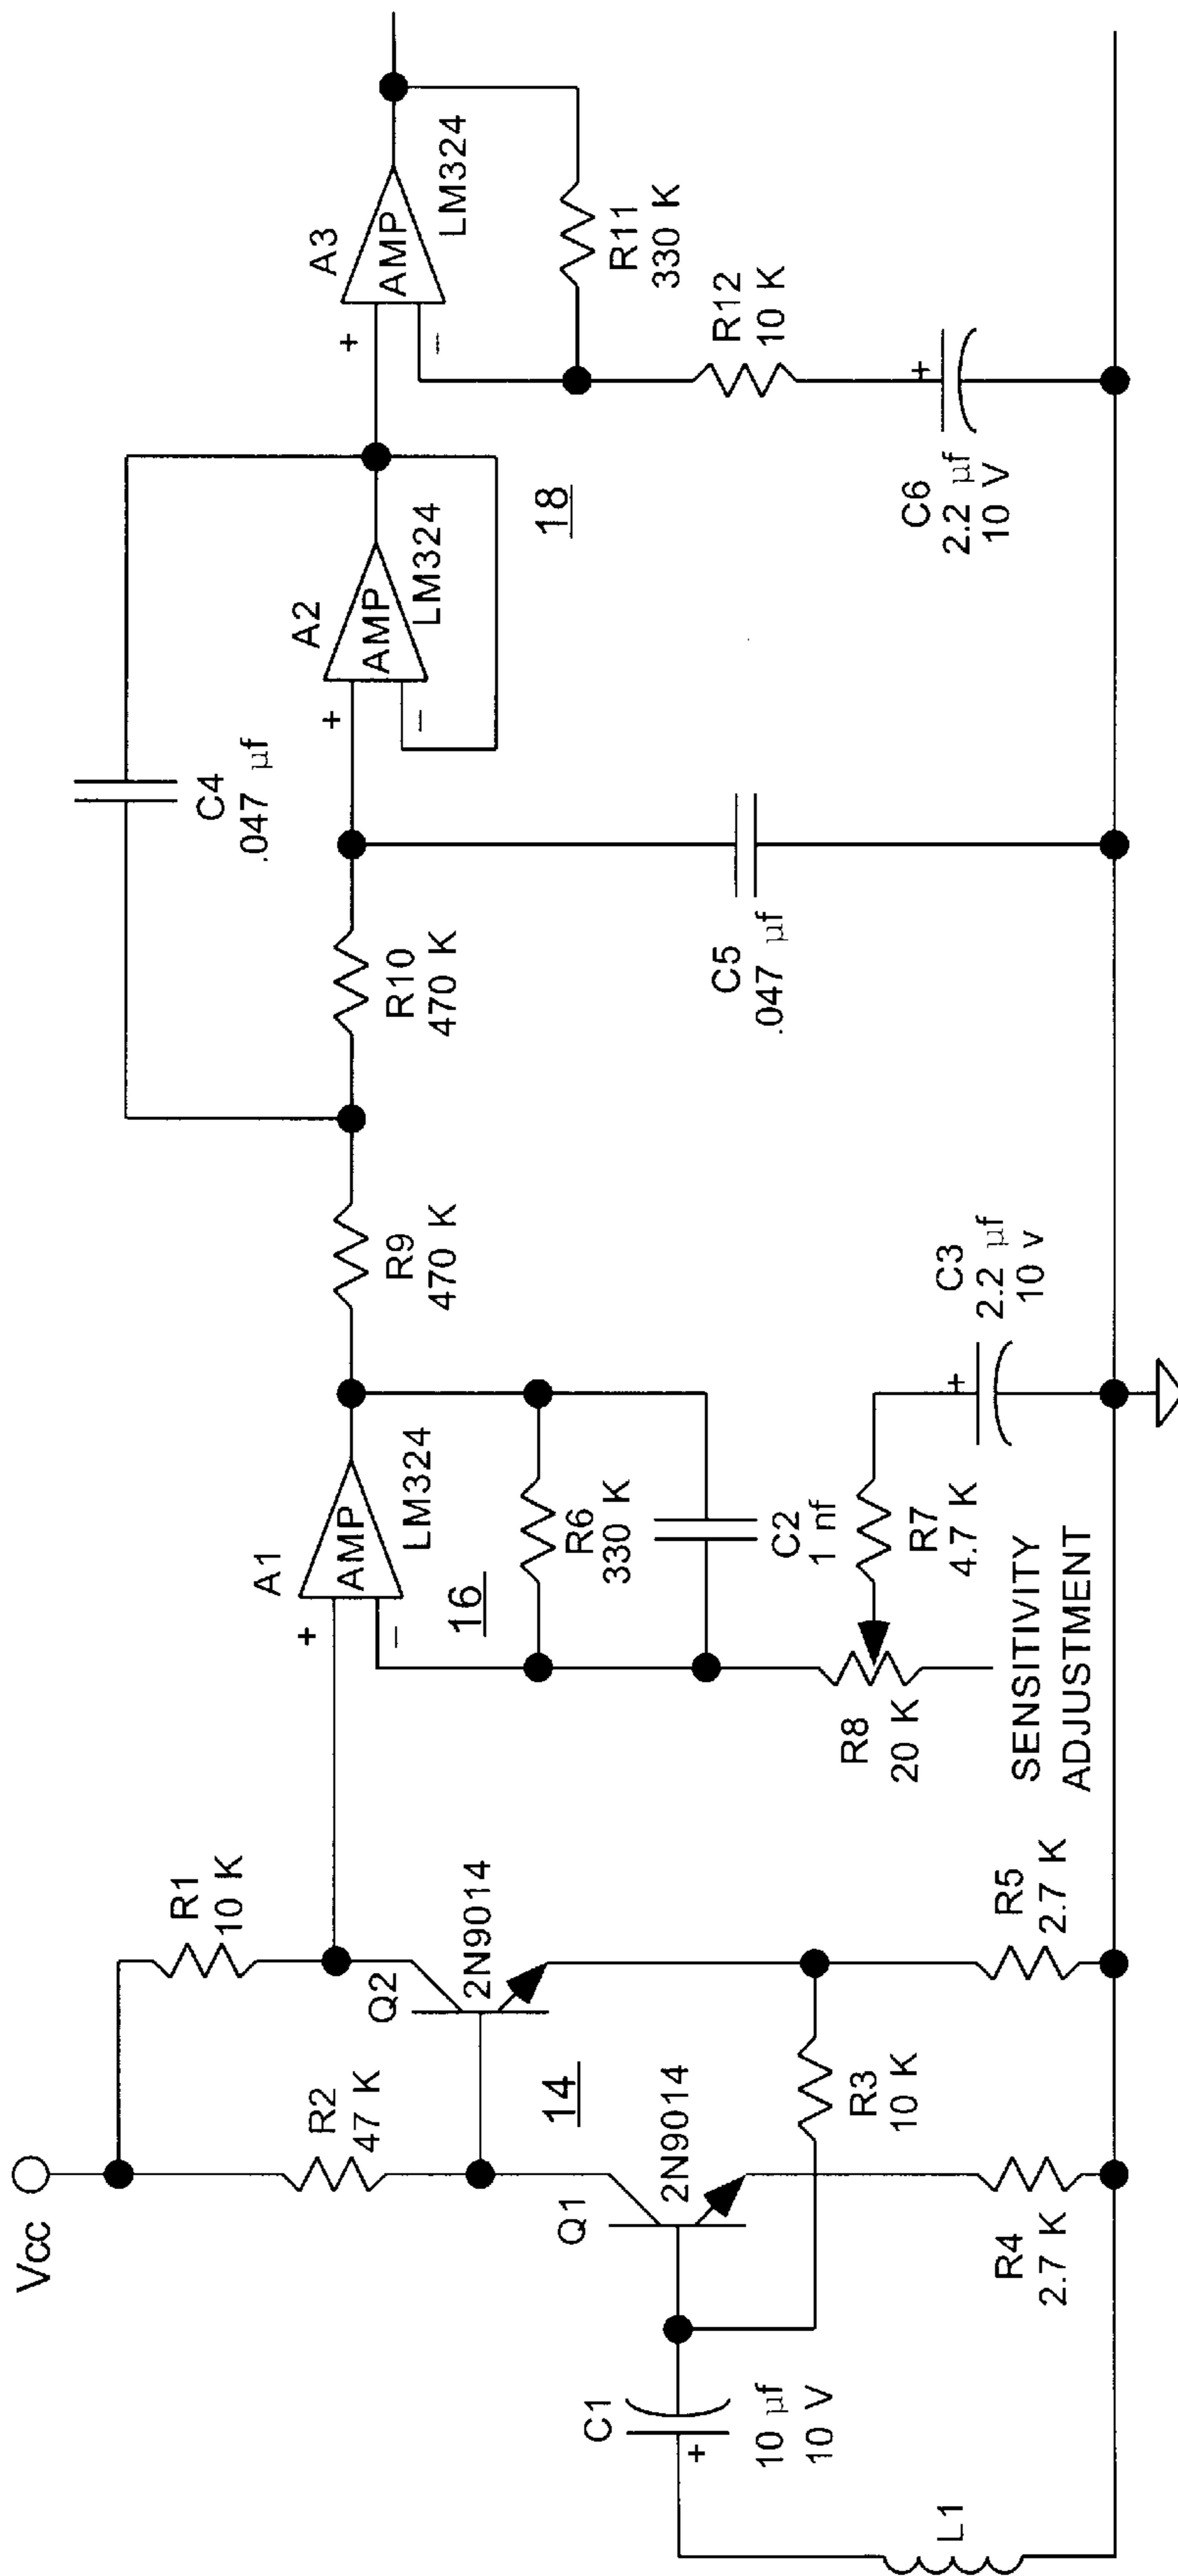 Vcc
R1
10 K
R2
47 K
Q2
2N9014
14
Q1
2N9014
R3
10 K
R4
2.7 K
R5
2.7 K
C1
10 µf
10 V
+
L1
A1
+
−
AMP
LM324
16
R6
330 K
C2
1 nf
R7
4.7 K
R8
20 K
SENSITIVITY
ADJUSTMENT
C3
2.2 µf
10 v
+
R9
470 K
R10
470 K
C4
.047 µf
C5
.047 µf
A2
+
−
AMP
LM324
18
A3
+
−
AMP
LM324
R11
330 K
R12
10 K
C6
2.2 µf
10 V
+